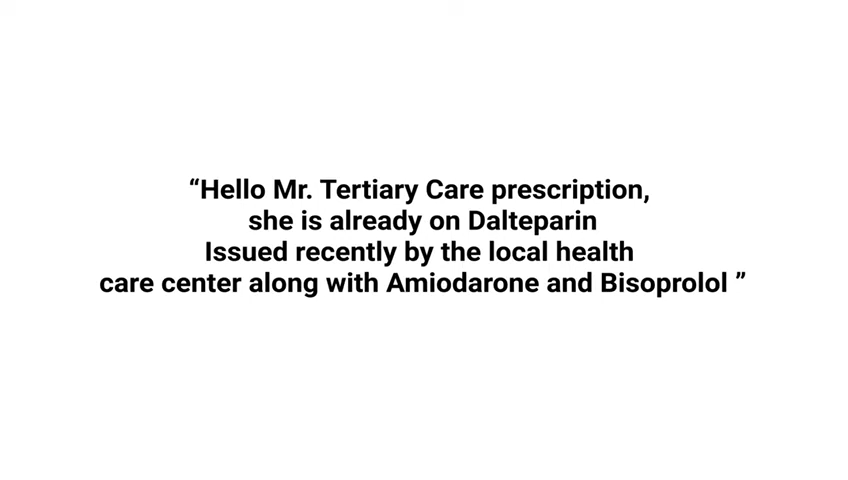 “Hello Mr. Tertiary Care prescription,
she is already on Dalteparin
Issued recently by the local health
care center along with Amiodarone and Bisoprolol ”